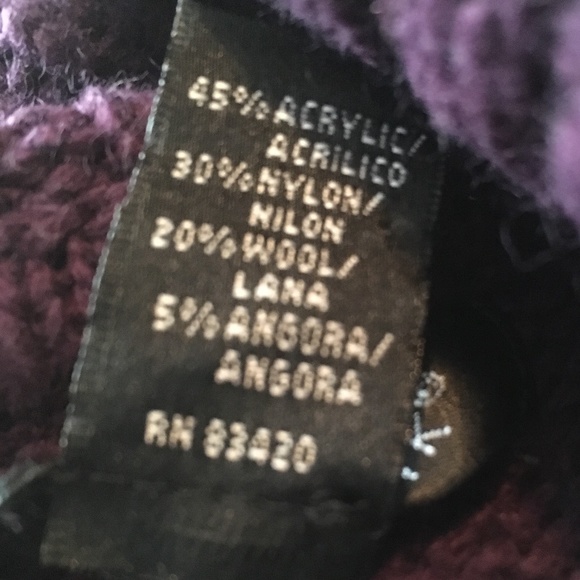 45% ACRYLIC/
ACRILICO
30% NYLON/
NILON
20% WOOL/
LANA
5% ANGORA/
ANGORA
RN 83420